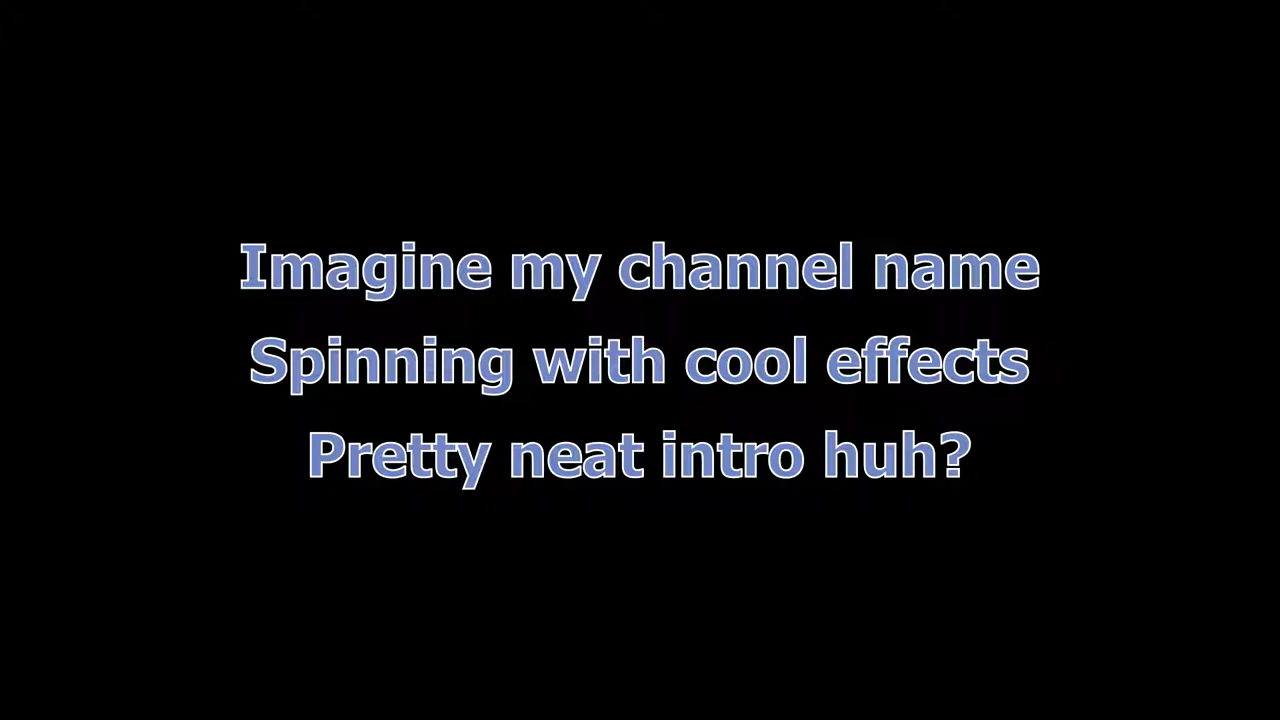 Imagine my channel name
Spinning with cool effects
Pretty neat intro huh?